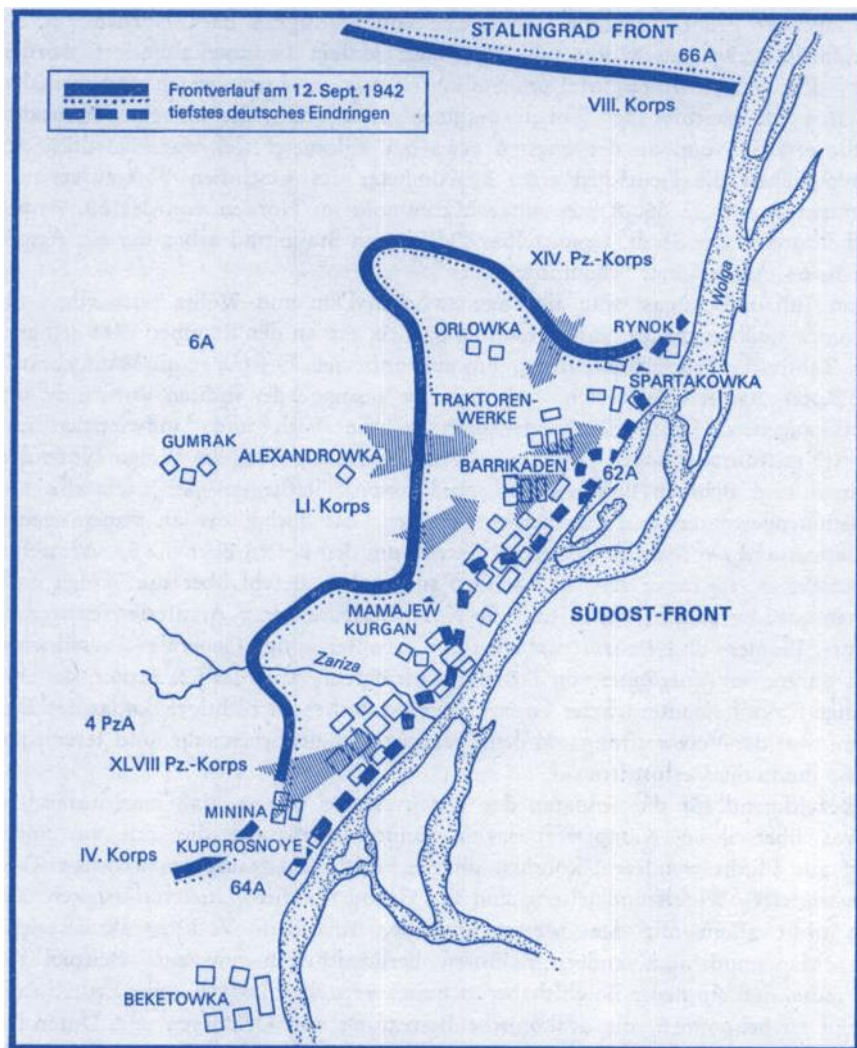 STALINGRAD FRONT
66A
Frontverlauf am 12. Sept. 1942
tiefstes deutsches Eindringen
VIII. Korps
Wolga
XIV. Pz.-Korps
ORLOWKA
RYNOK
6A
SPARTAKOWKA
TRAKTOREN-
WERKE
GUMRAK
ALEXANDROWKA
BARRIKADEN
62A
LI. Korps
SÜDOST-FRONT
MAMAJEW
KURGAN
Zariza
4 PzA
XLVIII Pz.-Korps
MININA
KUPOROSNOYE
IV. Korps
64A
BEKETOWKA